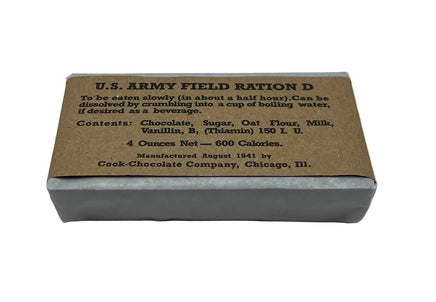 U.S. ARMY FIELD RATION D
To be eaten slowly (in about a half hour). Can be
dissolved by crumbling into a cup of boiling water,
if desired as a beverage.
Contents: Chocolate, Sugar, Oat Flour, Milk,
Vanillin, B, (Thiamin) 150 I. U.
4 Ounces Net — 600 Calories.
Manufactured August 1941 by
Cook-Chocolate Company, Chicago, Ill.